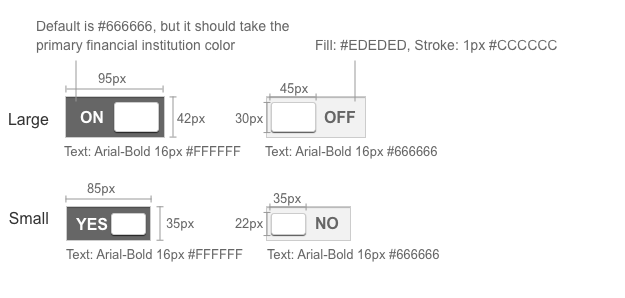 Default is #666666, but it should take the
primary financial institution color
Fill: #EDEDED, Stroke: 1px #CCCCCC
95px
45px
Large
ON
42px
30px
OFF
Text: Arial-Bold 16px #FFFFFF
Text: Arial-Bold 16px #666666
85px
35px
Small
YES
35px
22px
NO
Text: Arial-Bold 16px #FFFFFF
Text: Arial-Bold 16px #666666